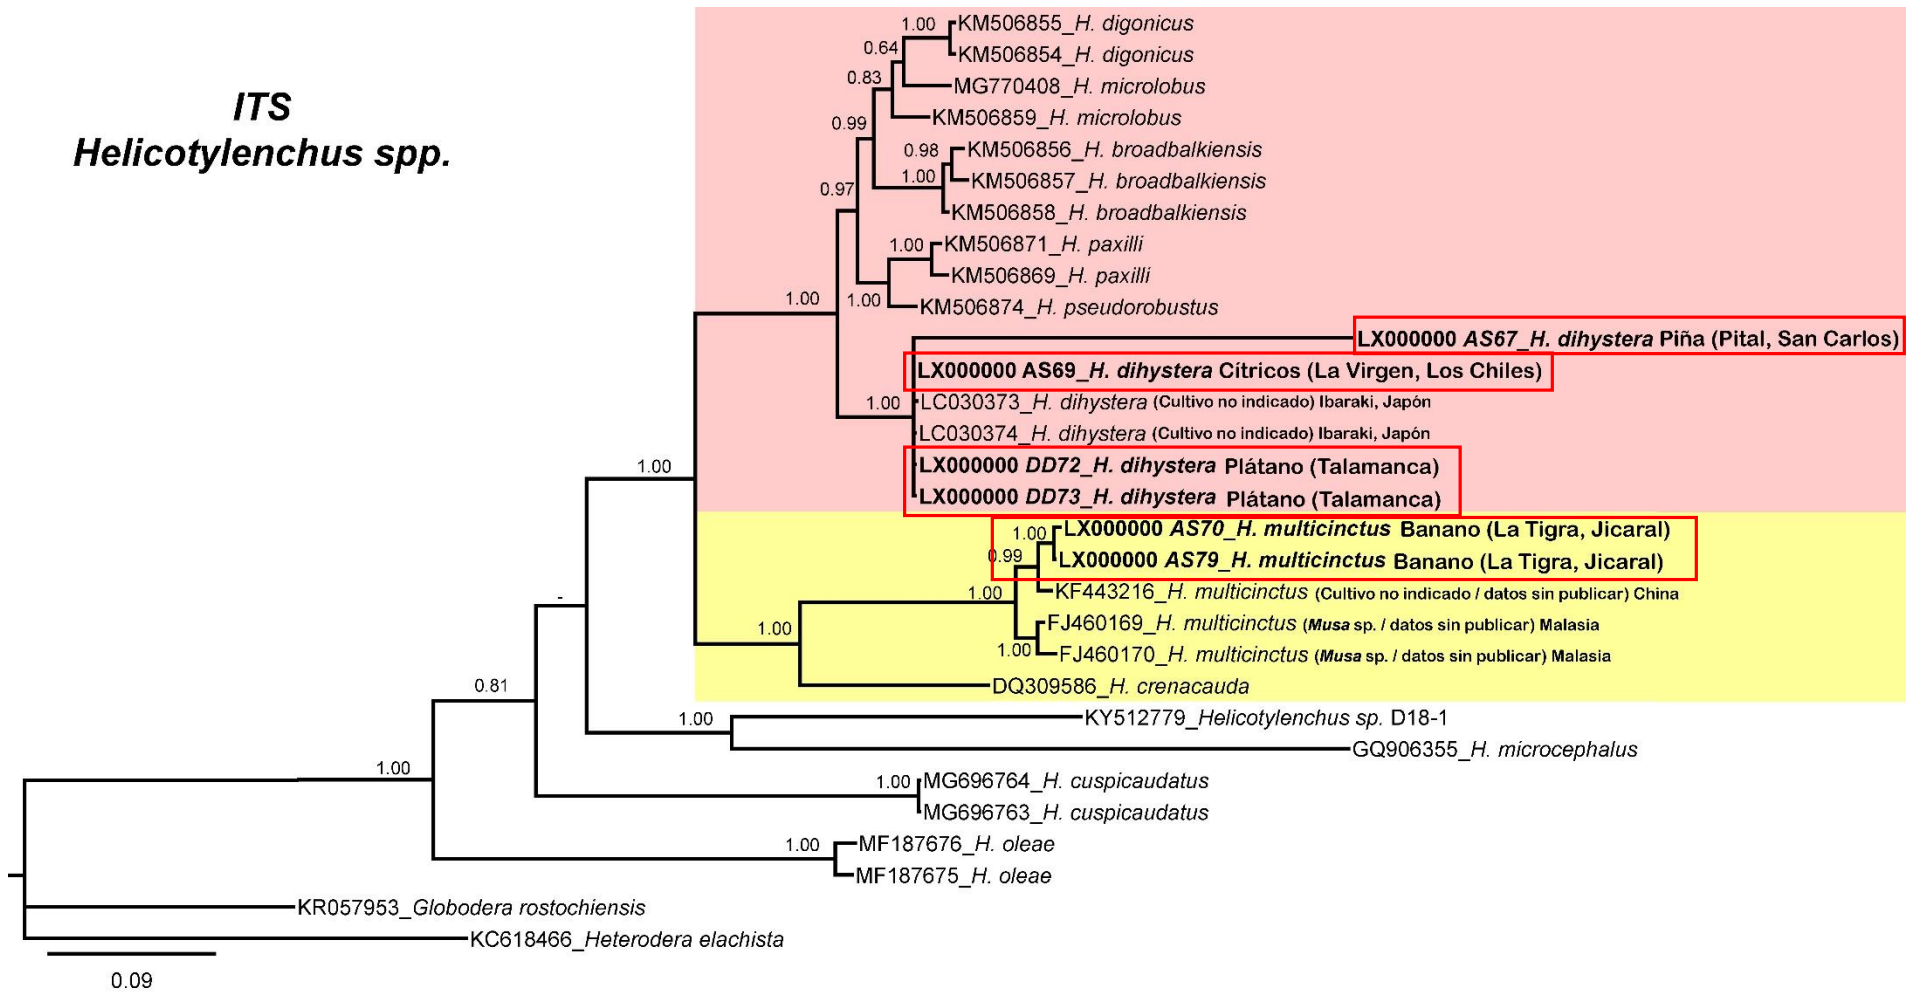 ITS
Helicotylenchus spp.
1.00
KM506855_H. digonicus
KM506854_H. digonicus
0.64
MG770408_H. microlobus
0.83
KM506859_H. microlobus
0.99
0.98
KM506856_H. broadbalkiensis
KM506857_H. broadbalkiensis
1.00
KM506858_H. broadbalkiensis
0.97
1.00
KM506871_H. paxilli
KM506869_H. paxilli
1.00
1.00
KM506874_H. pseudorobustus
LX000000 AS67_H. dihystera Piña (Pital, San Carlos)
LX000000 AS69_H. dihystera Cítricos (La Virgen, Los Chiles)
1.00
LC030373_H. dihystera (Cultivo no indicado) Ibaraki, Japón
LC030374_H. dihystera (Cultivo no indicado) Ibaraki, Japón
1.00
LX000000 DD72_H. dihystera Plátano (Talamanca)
LX000000 DD73_H. dihystera Plátano (Talamanca)
1.00
LX000000 AS70_H. multicinctus Banano (La Tigra, Jicaral)
0.99
LX000000 AS79_H. multicinctus Banano (La Tigra, Jicaral)
1.00
KF443216_H. multicinctus (Cultivo no indicado / datos sin publicar) China
-
1.00
FJ460169_H. multicinctus (Musa sp. / datos sin publicar) Malasia
1.00
FJ460170_H. multicinctus (Musa sp. / datos sin publicar) Malasia
0.81
DQ309586_H. crenacauda
1.00
KY512779_Helicotylenchus sp. D18-1
GQ906355_H. microcephalus
1.00
1.00
MG696764_H. cuspicaudatus
MG696763_H. cuspicaudatus
1.00
MF187676_H. oleae
MF187675_H. oleae
KR057953_Globodera rostochiensis
KC618466_Heterodera elachista
0.09